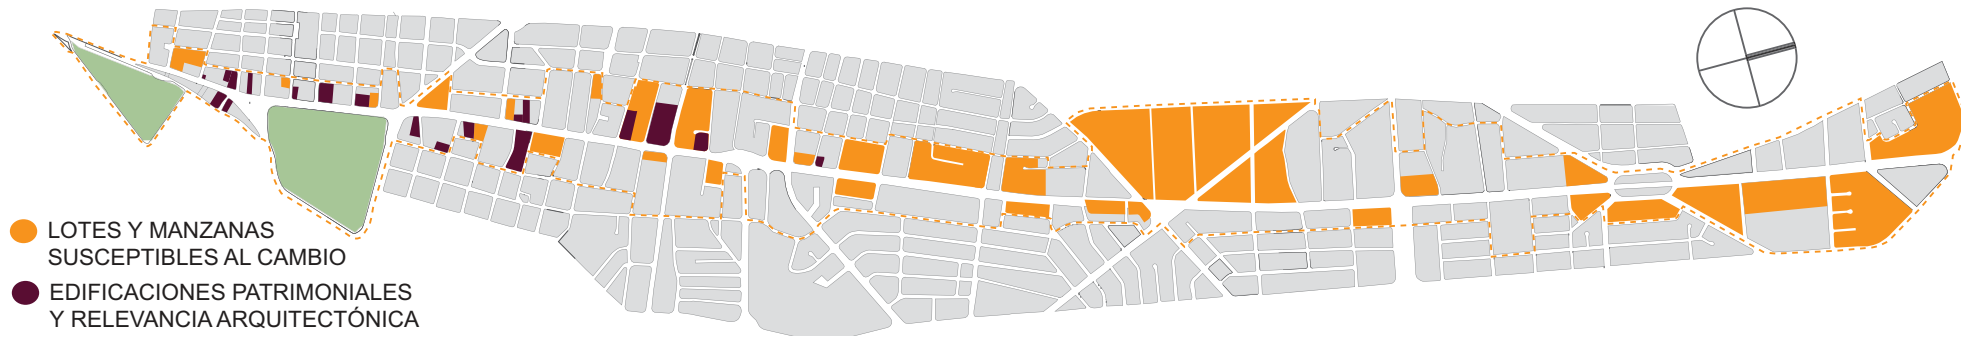 LOTES Y MANZANAS
SUSCEPTIBLES AL CAMBIO
EDIFICACIONES PATRIMONIALES
Y RELEVANCIA ARQUITECTÓNICA